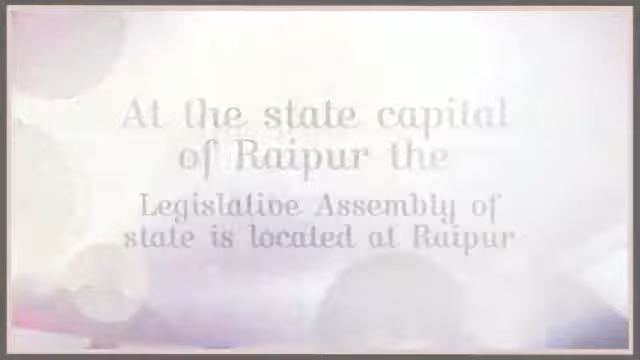 At the state capital
of Raipur the
Legislative Assembly of
state is located at Raipur